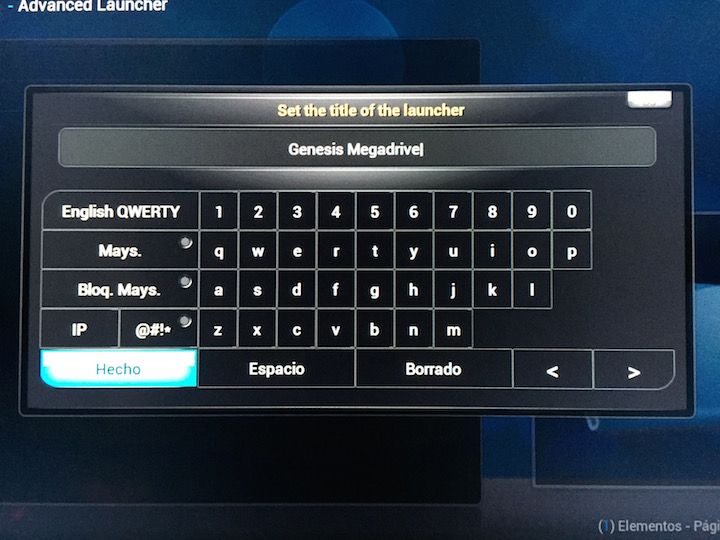 - Advanced Launcher
Set the title of the launcher
Genesis Megadrive
English QWERTY 1 2 3 4 5 6 7 8 9 0
Mays. q w e r t y u i o p
Bloq. Mays. a s d f g h j k l
IP @#!* z x c v b n m
Hecho Espacio Borrado < >
(1) Elementos - Pági